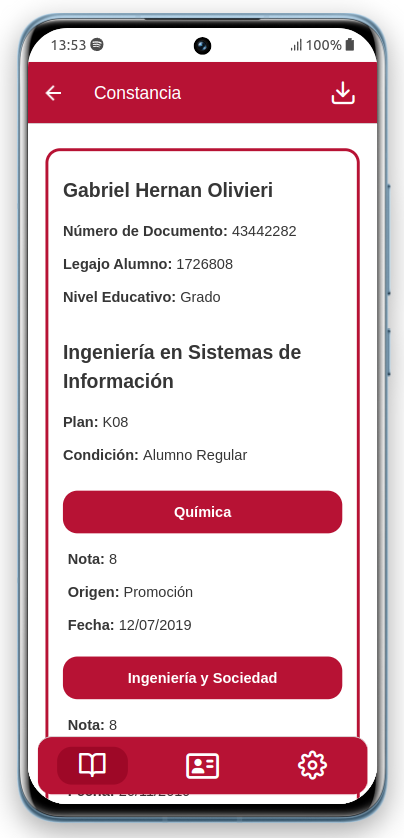 13:53 100%
Constancia
Gabriel Hernan Olivieri
Número de Documento: 43442282
Legajo Alumno: 1726808
Nivel Educativo: Grado
Ingeniería en Sistemas de
Información
Plan: K08
Condición: Alumno Regular
Química
Nota: 8
Origen: Promoción
Fecha: 12/07/2019
Ingeniería y Sociedad
Nota: 8